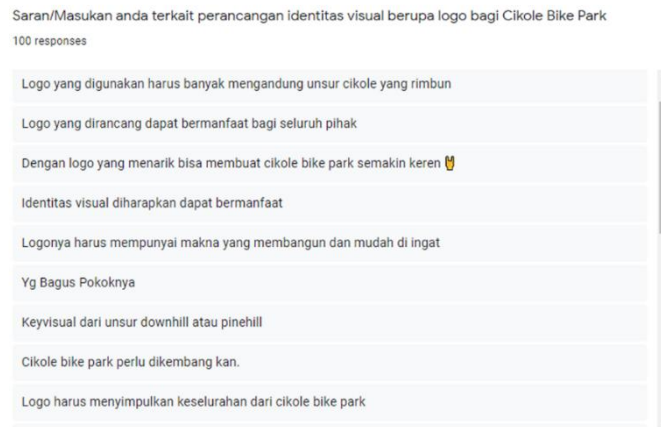 Saran/Masukan anda terkait perancangan identitas visual berupa logo bagi Cikole Bike Park
100 responses
Logo yang digunakan harus banyak mengandung unsur cikole yang rimbun
Logo yang dirancang dapat bermanfaat bagi seluruh pihak
Dengan logo yang menarik bisa membuat cikole bike park semakin keren 🤘
Identitas visual diharapkan dapat bermanfaat
Logonya harus mempunyai makna yang membangun dan mudah di ingat
Yg Bagus Pokoknya
Keyvisual dari unsur downhill atau pinehill
Cikole bike park perlu dikembang kan.
Logo harus menyimpulkan keselurahan dari cikole bike park